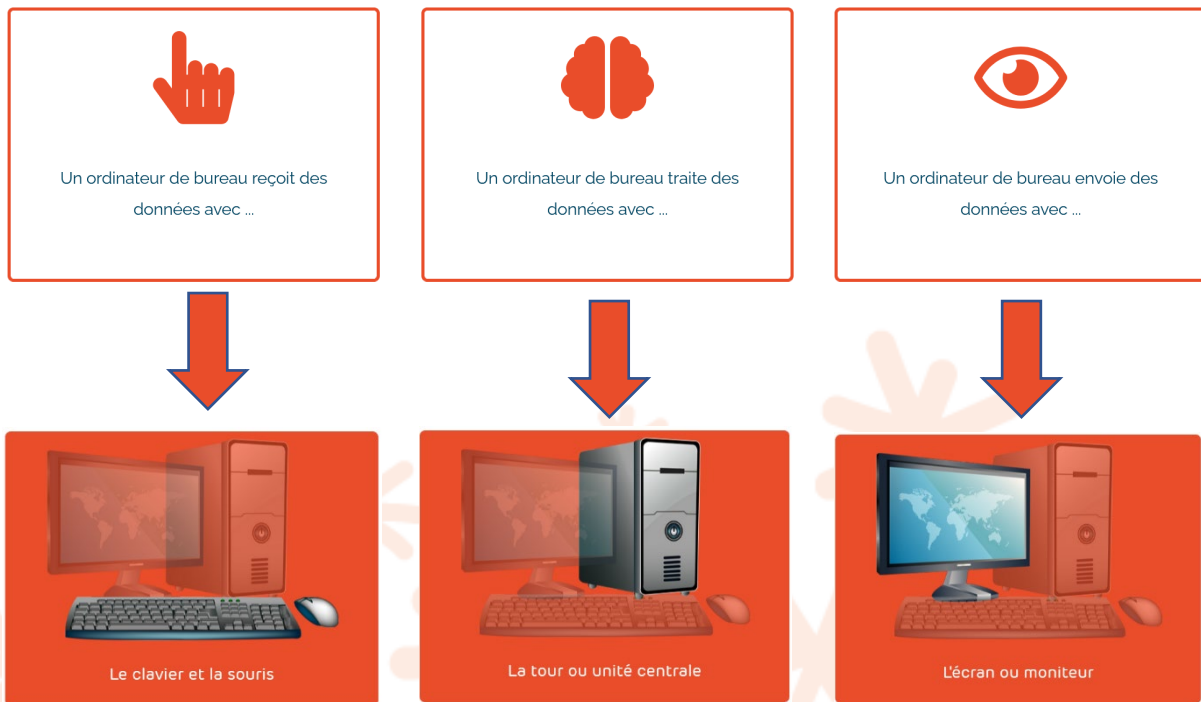 Un ordinateur de bureau reçoit des
données avec ...
Un ordinateur de bureau traite des
données avec ...
Un ordinateur de bureau envoie des
données avec ...
Le clavier et la souris
La tour ou unité centrale
L'écran ou moniteur